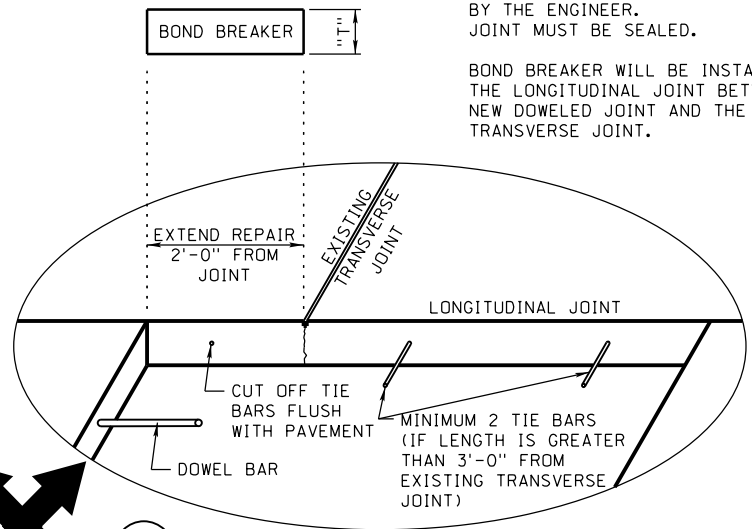 BY THE ENGINEER.
JOINT MUST BE SEALED.
BOND BREAKER WILL BE INSTA
THE LONGITUDINAL JOINT BET
NEW DOWELED JOINT AND THE
TRANSVERSE JOINT.
BOND BREAKER
"T"
EXTEND REPAIR
2'-0" FROM
JOINT
EXISTING
TRANSVERSE
JOINT
LONGITUDINAL JOINT
CUT OFF TIE
BARS FLUSH
WITH PAVEMENT
DOWEL BAR
MINIMUM 2 TIE BARS
(IF LENGTH IS GREATER
THAN 3'-0" FROM
EXISTING TRANSVERSE
JOINT)